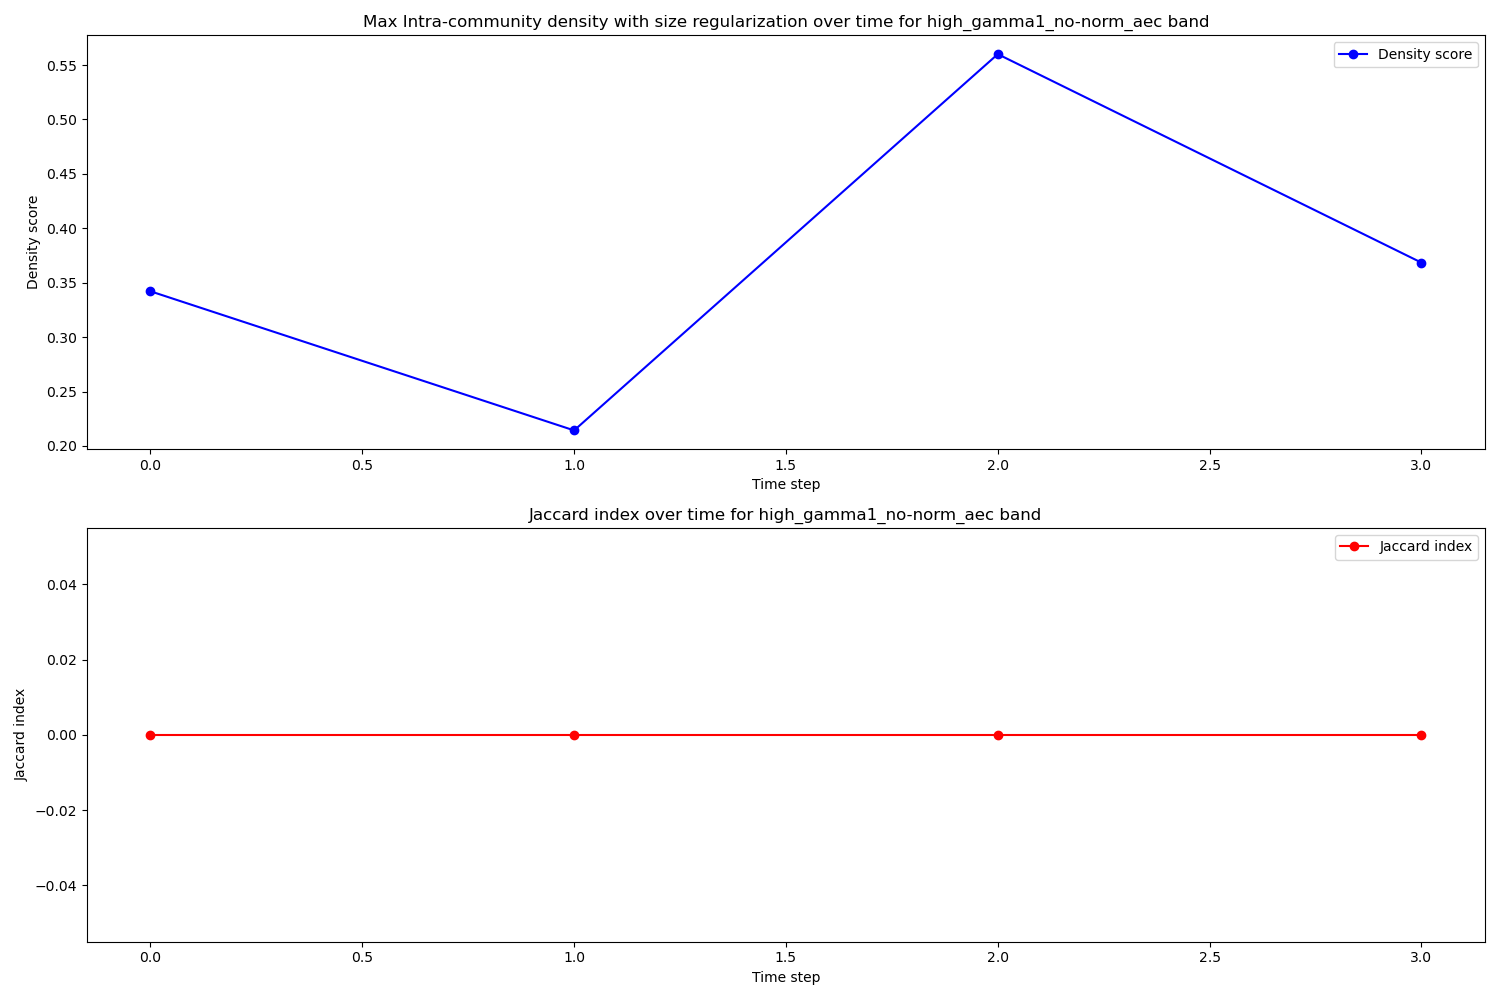 Max Intra-community density with size regularization over time for high_gamma1_no-norm_aec band
Density score
0.55
0.50
0.45
0.40
0.35
0.30
0.25
0.20
Density score
0.0 0.5 1.0 1.5 2.0 2.5 3.0
Time step
Jaccard index over time for high_gamma1_no-norm_aec band
Jaccard index
0.04
0.02
0.00
−0.02
−0.04
Jaccard index
0.0 0.5 1.0 1.5 2.0 2.5 3.0
Time step